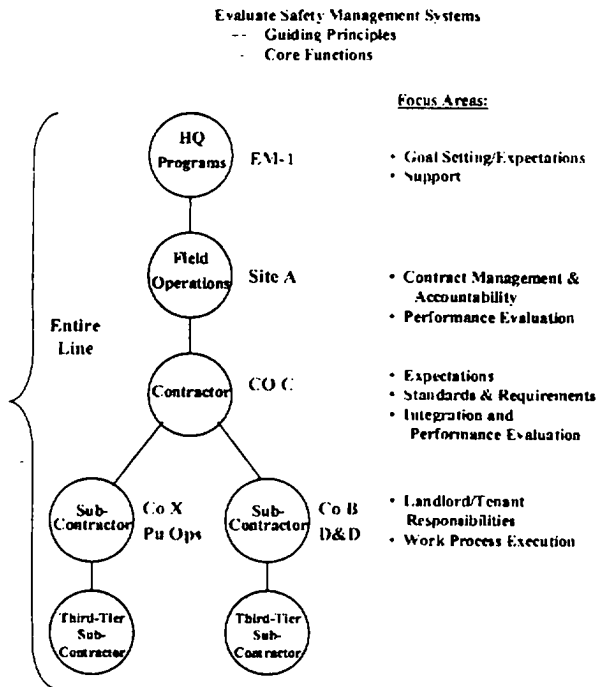 Evaluate Safety Management Systems
-- Guiding Principles
- Core Functions
Focus Areas:
HQ
Programs
EM-1
• Goal Setting/Expectations
• Support
Field
Operations
Site A
• Contract Management &
Accountability
• Performance Evaluation
Entire
Line
Contractor
CO C
• Expectations
• Standards & Requirements
• Integration and
Performance Evaluation
Sub-
Contractor
Co X
Pu Ops
Sub-
Contractor
Co B
D&D
• Landlord/Tenant
Responsibilities
• Work Process Execution
Third-Tier
Sub-
Contractor
Third-Tier
Sub-
Contractor